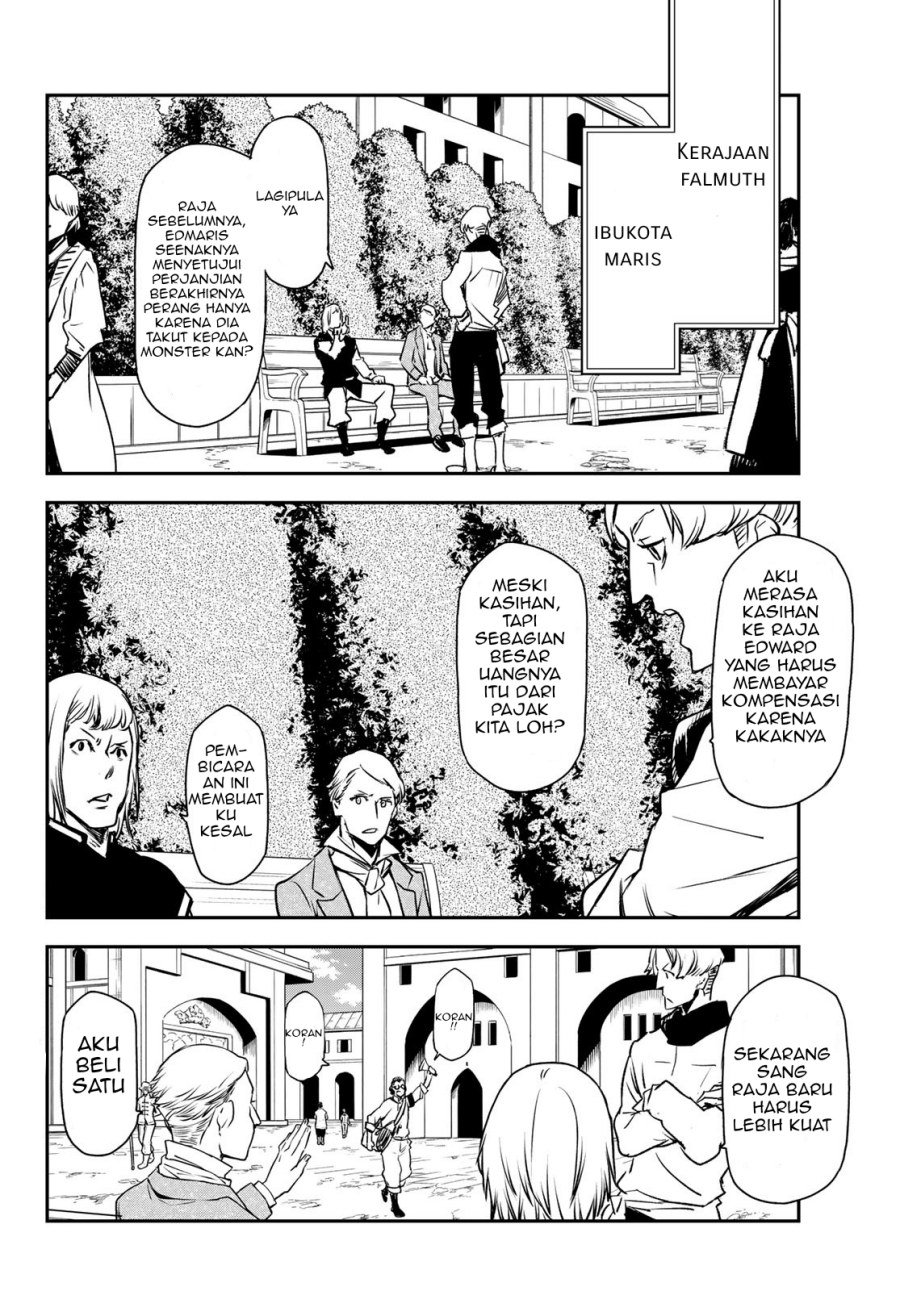 KERAJAAN
FALMUTH
IBUKOTA
MARIS
LAGIPULA
YA
RAJA
SEBELUMNYA,
EDMARIS
SEENAKNYA
MENYETUJUI
PERJANJIAN
BERAKHIRNYA
PERANG HANYA
KARENA DIA
TAKUT KEPADA
MONSTER KAN?
AKU
MERASA
KASIHAN
KE RAJA
EDWARD
YANG HARUS
MEMBAYAR
KOMPENSASI
KARENA
KAKAKNYA
MESKI
KASIHAN,
TAPI
SEBAGIAN
BESAR
UANGNYA
ITU DARI
PAJAK
KITA LOH?
PEM-
BICARA
AN INI
MEMBUAT
KU
KESAL
SEKARANG
SANG
RAJA BARU
HARUS
LEBIH KUAT
KORAN
!!
KORAN
!
AKU
BELI
SATU